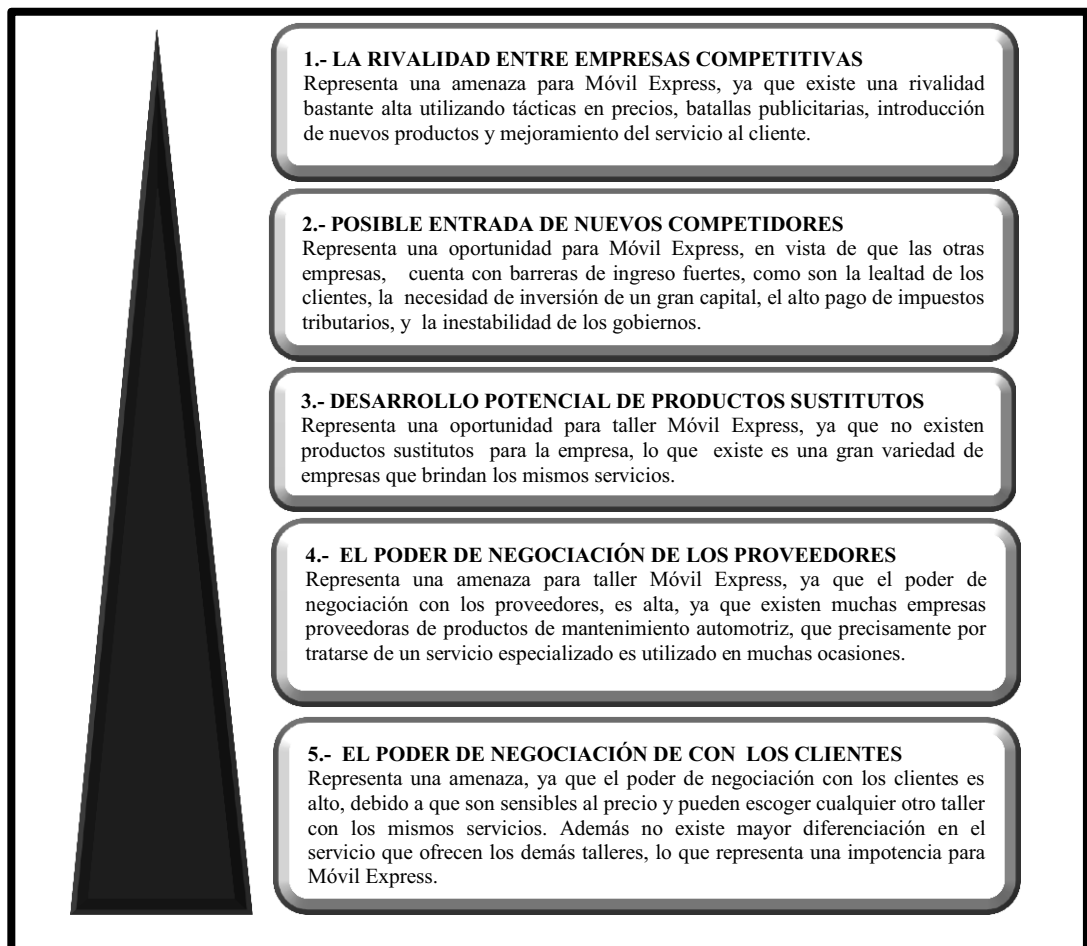 1.- LA RIVALIDAD ENTRE EMPRESAS COMPETITIVAS
Representa una amenaza para Móvil Express, ya que existe una rivalidad
bastante alta utilizando tácticas en precios, batallas publicitarias, introducción
de nuevos productos y mejoramiento del servicio al cliente.
2.- POSIBLE ENTRADA DE NUEVOS COMPETIDORES
Representa una oportunidad para Móvil Express, en vista de que las otras
empresas, cuenta con barreras de ingreso fuertes, como son la lealtad de los
clientes, la necesidad de inversión de un gran capital, el alto pago de impuestos
tributarios, y la inestabilidad de los gobiernos.
3.- DESARROLLO POTENCIAL DE PRODUCTOS SUSTITUTOS
Representa una oportunidad para taller Móvil Express, ya que no existen
productos sustitutos para la empresa, lo que existe es una gran variedad de
empresas que brindan los mismos servicios.
4.- EL PODER DE NEGOCIACIÓN DE LOS PROVEEDORES
Representa una amenaza para taller Móvil Express, ya que el poder de
negociación con los proveedores, es alta, ya que existen muchas empresas
proveedoras de productos de mantenimiento automotriz, que precisamente por
tratarse de un servicio especializado es utilizado en muchas ocasiones.
5.- EL PODER DE NEGOCIACIÓN DE CON LOS CLIENTES
Representa una amenaza, ya que el poder de negociación con los clientes es
alto, debido a que son sensibles al precio y pueden escoger cualquier otro taller
con los mismos servicios. Además no existe mayor diferenciación en el
servicio que ofrecen los demás talleres, lo que representa una impotencia para
Móvil Express.